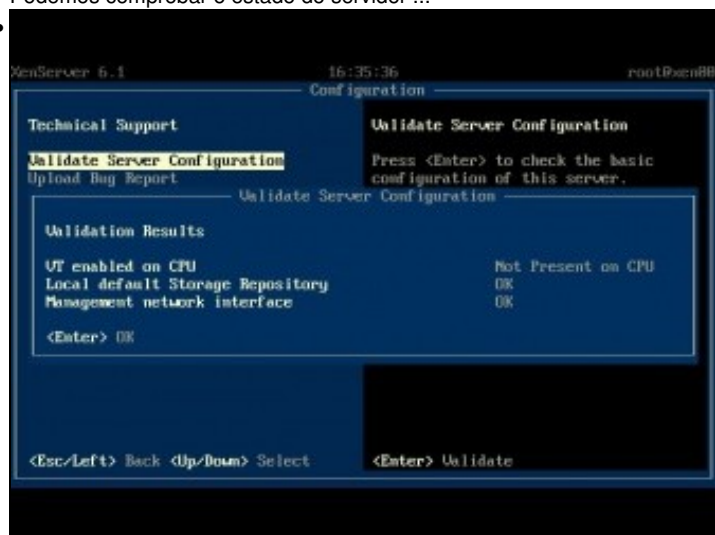 Podemos comprobar o estado do servidor ...
XenServer 6.1 16:35:36 root@xen00
Configuration
Technical Support Validate Server Configuration
Validate Server Configuration Press <Enter> to check the basic
Upload Bug Report configuration of this server.
Validate Server Configuration
Validation Results
VT enabled on CPU Not Present on CPU
Local default Storage Repository OK
Management network interface OK
<Enter> OK
<Esc/Left> Back <Up/Down> Select <Enter> Validate